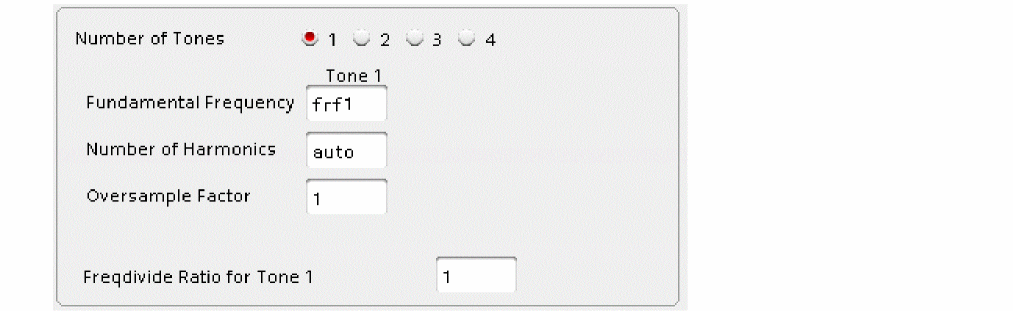 Number of Tones 1 2 3 4
Tone 1
Fundamental Frequency frf1
Number of Harmonics auto
Oversample Factor 1
Freqdivide Ratio for Tone 1 1